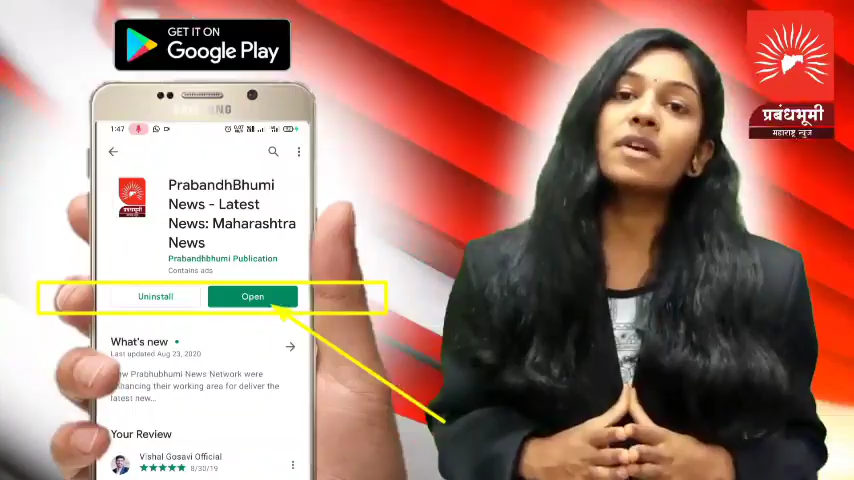 GET IT ON
Google Play
SAMSUNG
1:47
PrabandhBhumi
News - Latest
News: Maharashtra
News
Prabandhbhumi Publication
Contains ads
Uninstall
Open
What's new
Last updated Aug 23, 2020
Prabhubhumi News Network were
enhancing their working area for deliver the
latest new...
Your Review
Vishal Gosavi Official
8/30/19
प्रबंधभूमी
महाराष्ट्र न्युज